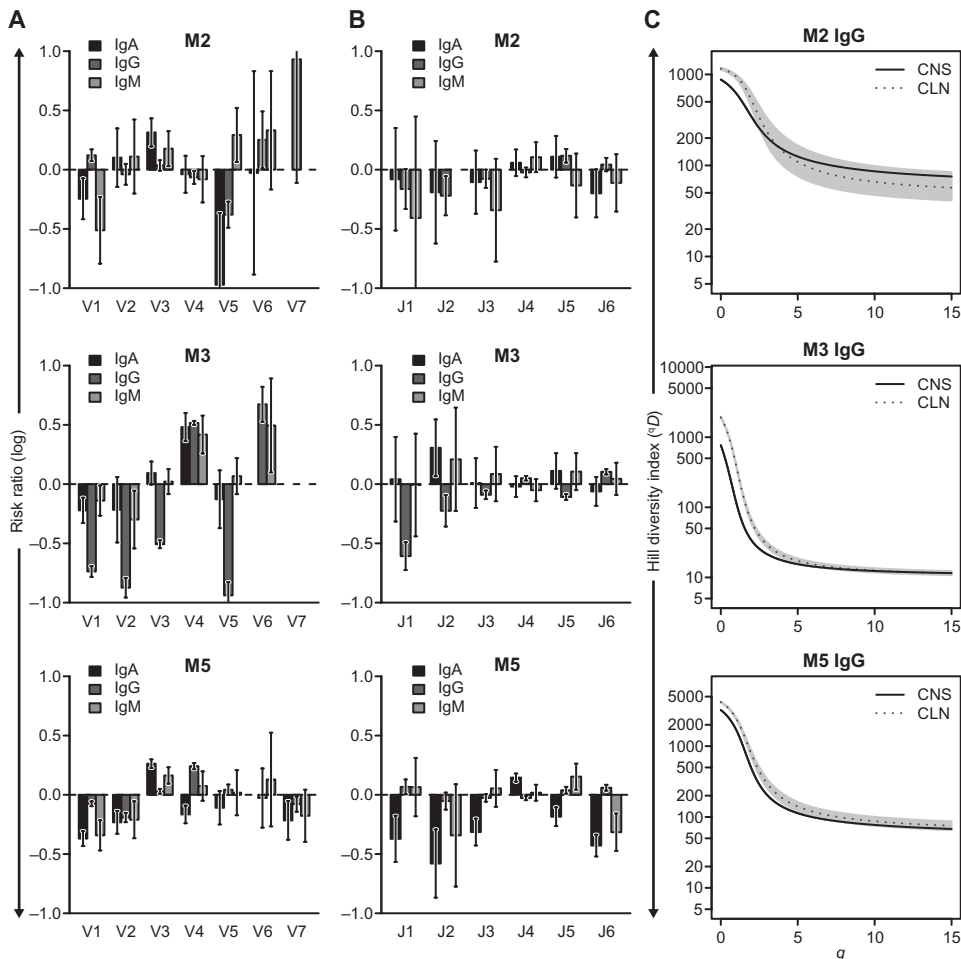 A
B
C
Risk ratio (log)
M2
IgA
IgG
IgM
1.0
0.5
0.0
–0.5
–1.0
V1 V2 V3 V4 V5 V6 V7
M3
IgA
IgG
IgM
1.0
0.5
0.0
–0.5
–1.0
V1 V2 V3 V4 V5 V6 V7
M5
IgA
IgG
IgM
1.0
0.5
0.0
–0.5
–1.0
V1 V2 V3 V4 V5 V6 V7
M2
IgA
IgG
IgM
1.0
0.5
0.0
–0.5
–1.0
J1 J2 J3 J4 J5 J6
M3
IgA
IgG
IgM
1.0
0.5
0.0
–0.5
–1.0
J1 J2 J3 J4 J5 J6
M5
IgA
IgG
IgM
1.0
0.5
0.0
–0.5
–1.0
J1 J2 J3 J4 J5 J6
Hill diversity index (qD)
M2 IgG
CNS
CLN
1000
500
200
100
50
20
10
5
0 5 10 15
M3 IgG
CNS
CLN
10000
5000
1000
500
100
50
10
5
0 5 10 15
M5 IgG
CNS
CLN
5000
2000
1000
500
200
100
50
20
10
5
0 5 10 15
q